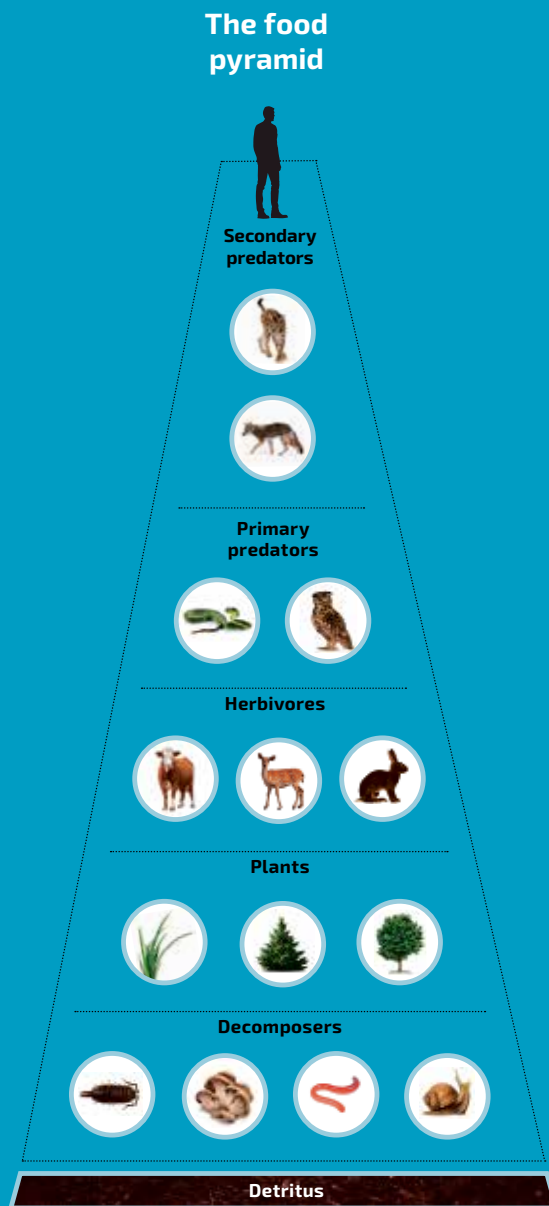 The food
pyramid
Secondary
predators
Primary
predators
Herbivores
Plants
Decomposers
Detritus